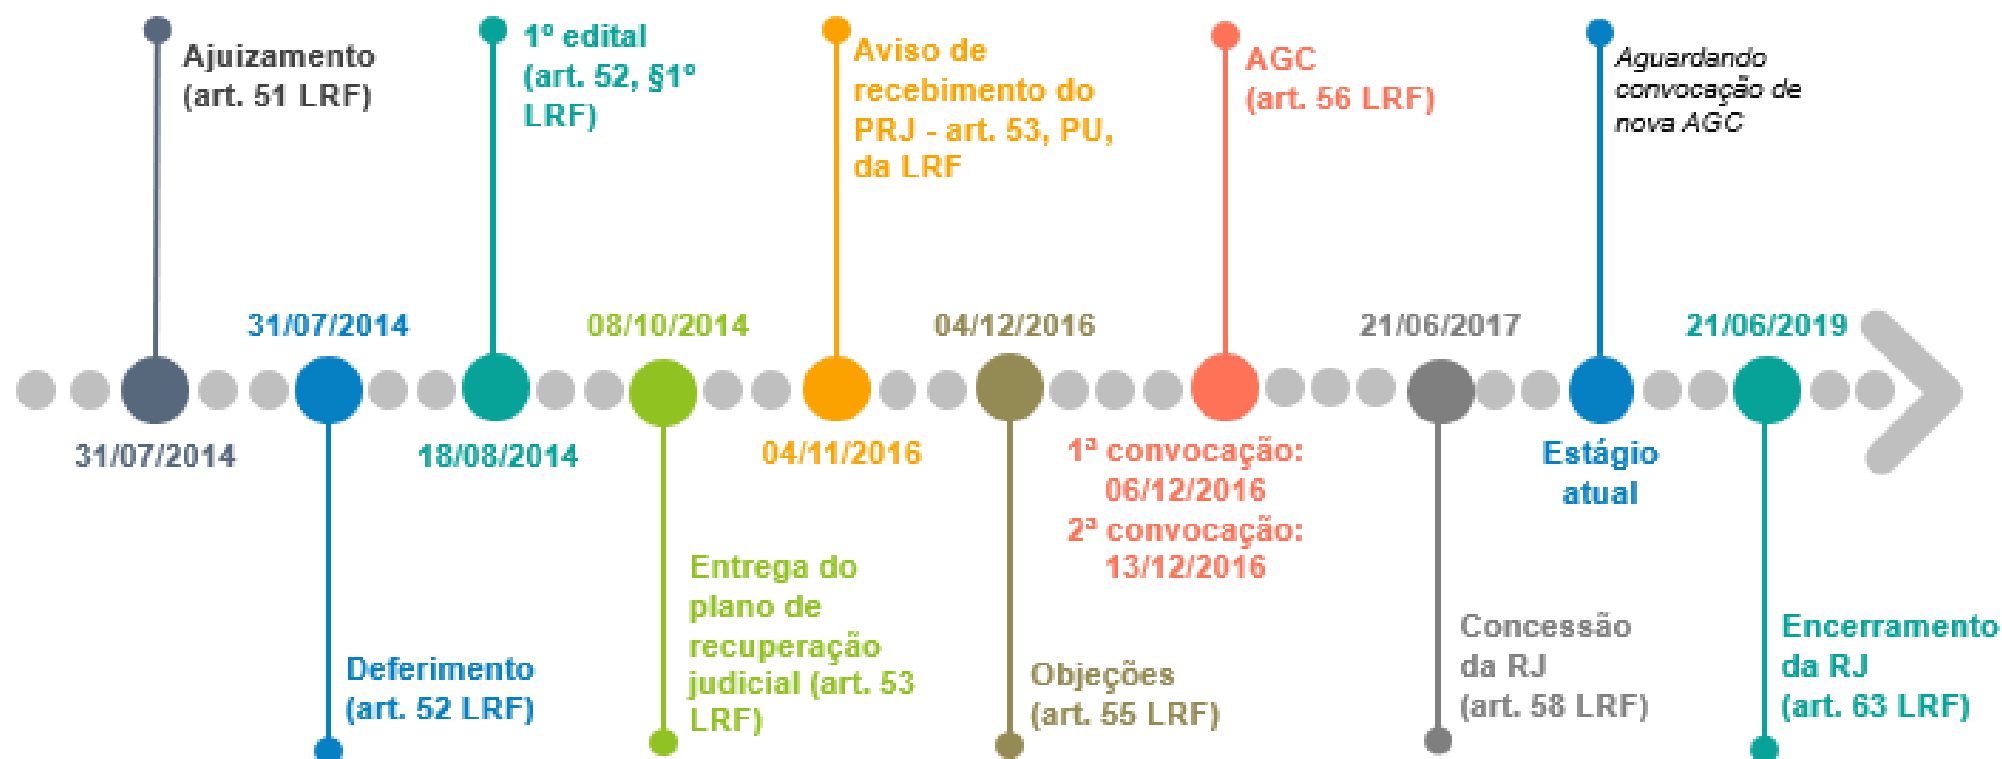 Ajuizamento
(art. 51 LRF)
31/07/2014
31/07/2014
Deferimento
(art. 52 LRF)
1º edital
(art. 52, §1º
LRF)
18/08/2014
08/10/2014
Entrega do
plano de
recuperação
judicial (art. 53
LRF)
Aviso de
recebimento do
PRJ - art. 53, PU,
da LRF
04/11/2016
04/12/2016
Objeções
(art. 55 LRF)
AGC
(art. 56 LRF)
1ª convocação:
06/12/2016
2ª convocação:
13/12/2016
21/06/2017
Concessão
da RJ
(art. 58 LRF)
Aguardando
convocação de
nova AGC
Estágio
atual
21/06/2019
Encerramento
da RJ
(art. 63 LRF)